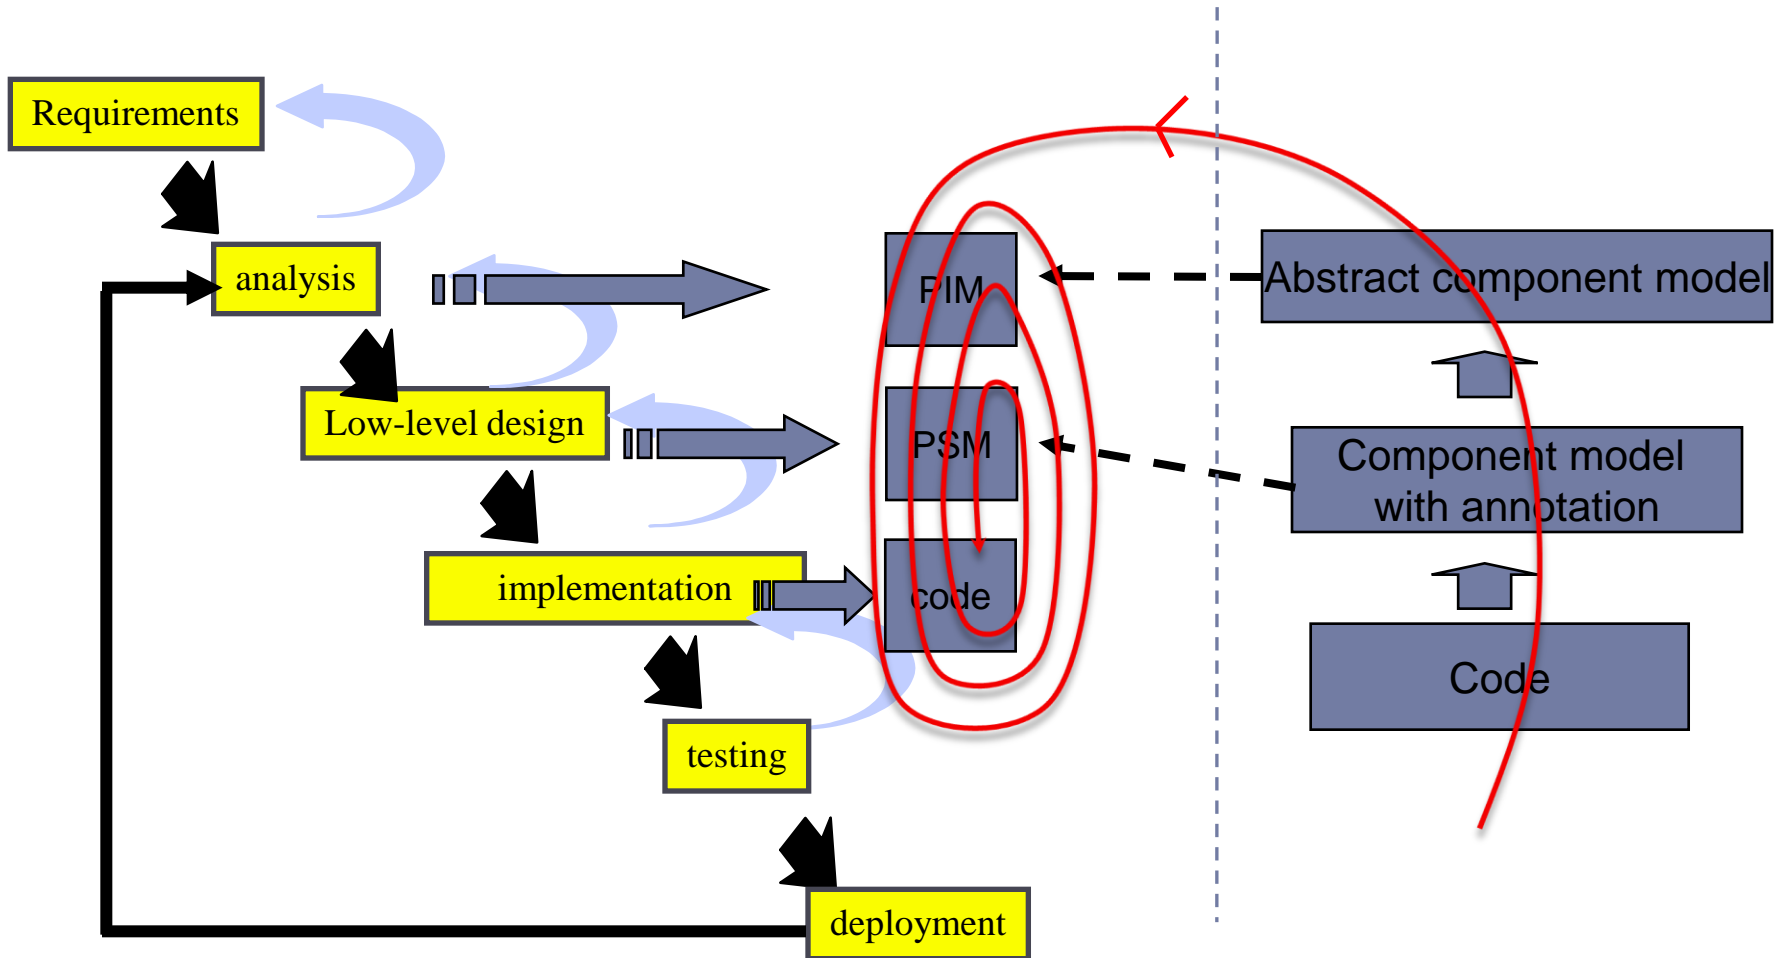 Requirements
analysis
Low-level design
implementation
testing
deployment
PIM
PSM
code
Abstract component model
Component model
with annotation
Code